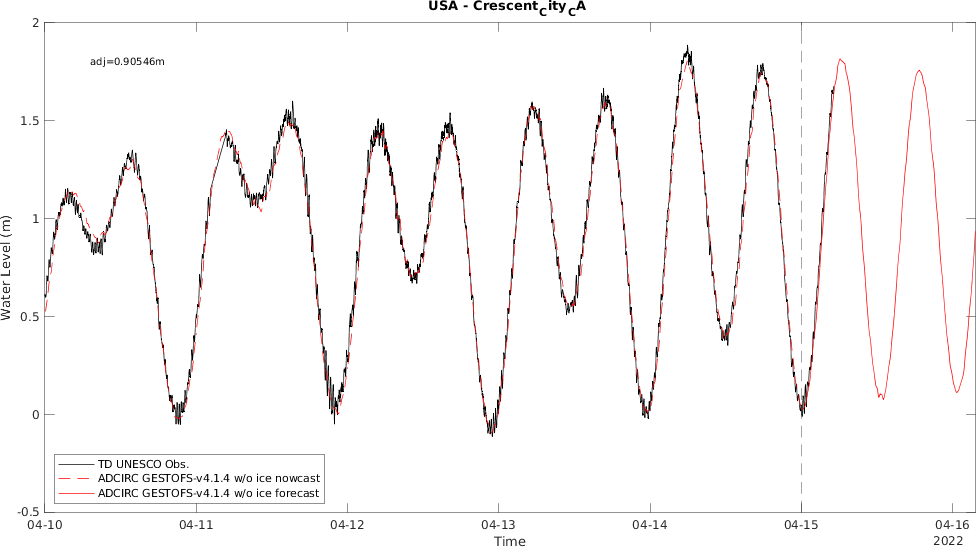 USA - Crescent_City_CA
adj=0.90546m
2
1.5
1
0.5
0
-0.5
Water Level (m)
TD UNESCO Obs.
ADCIRC GESTOFS-v4.1.4 w/o ice nowcast
ADCIRC GESTOFS-v4.1.4 w/o ice forecast
04-10 04-11 04-12 04-13 04-14 04-15 04-16
Time 2022